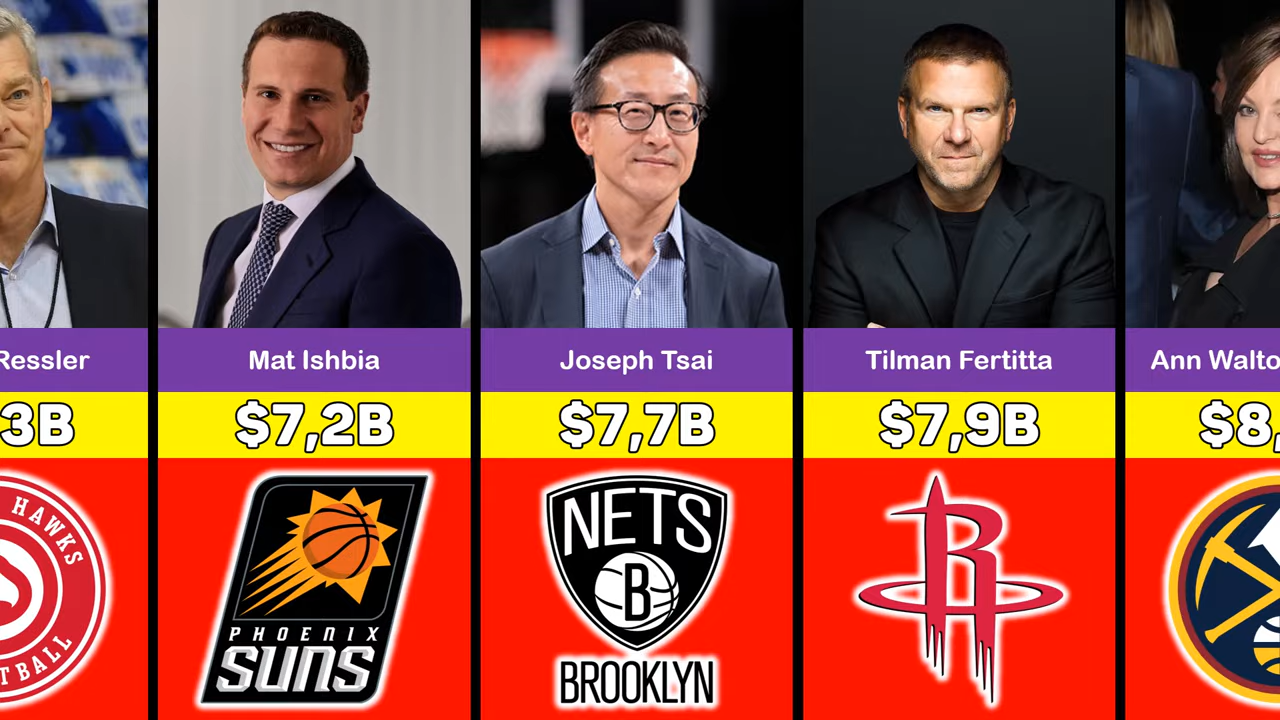 Ressler
3B
HAWKS
TBALL
Mat Ishbia
$7,2B
PHOENIX
SUNS
Joseph Tsai
$7,7B
NETS
B
BROOKLYN
Tilman Fertitta
$7,9B
R
Ann Walto
$8,